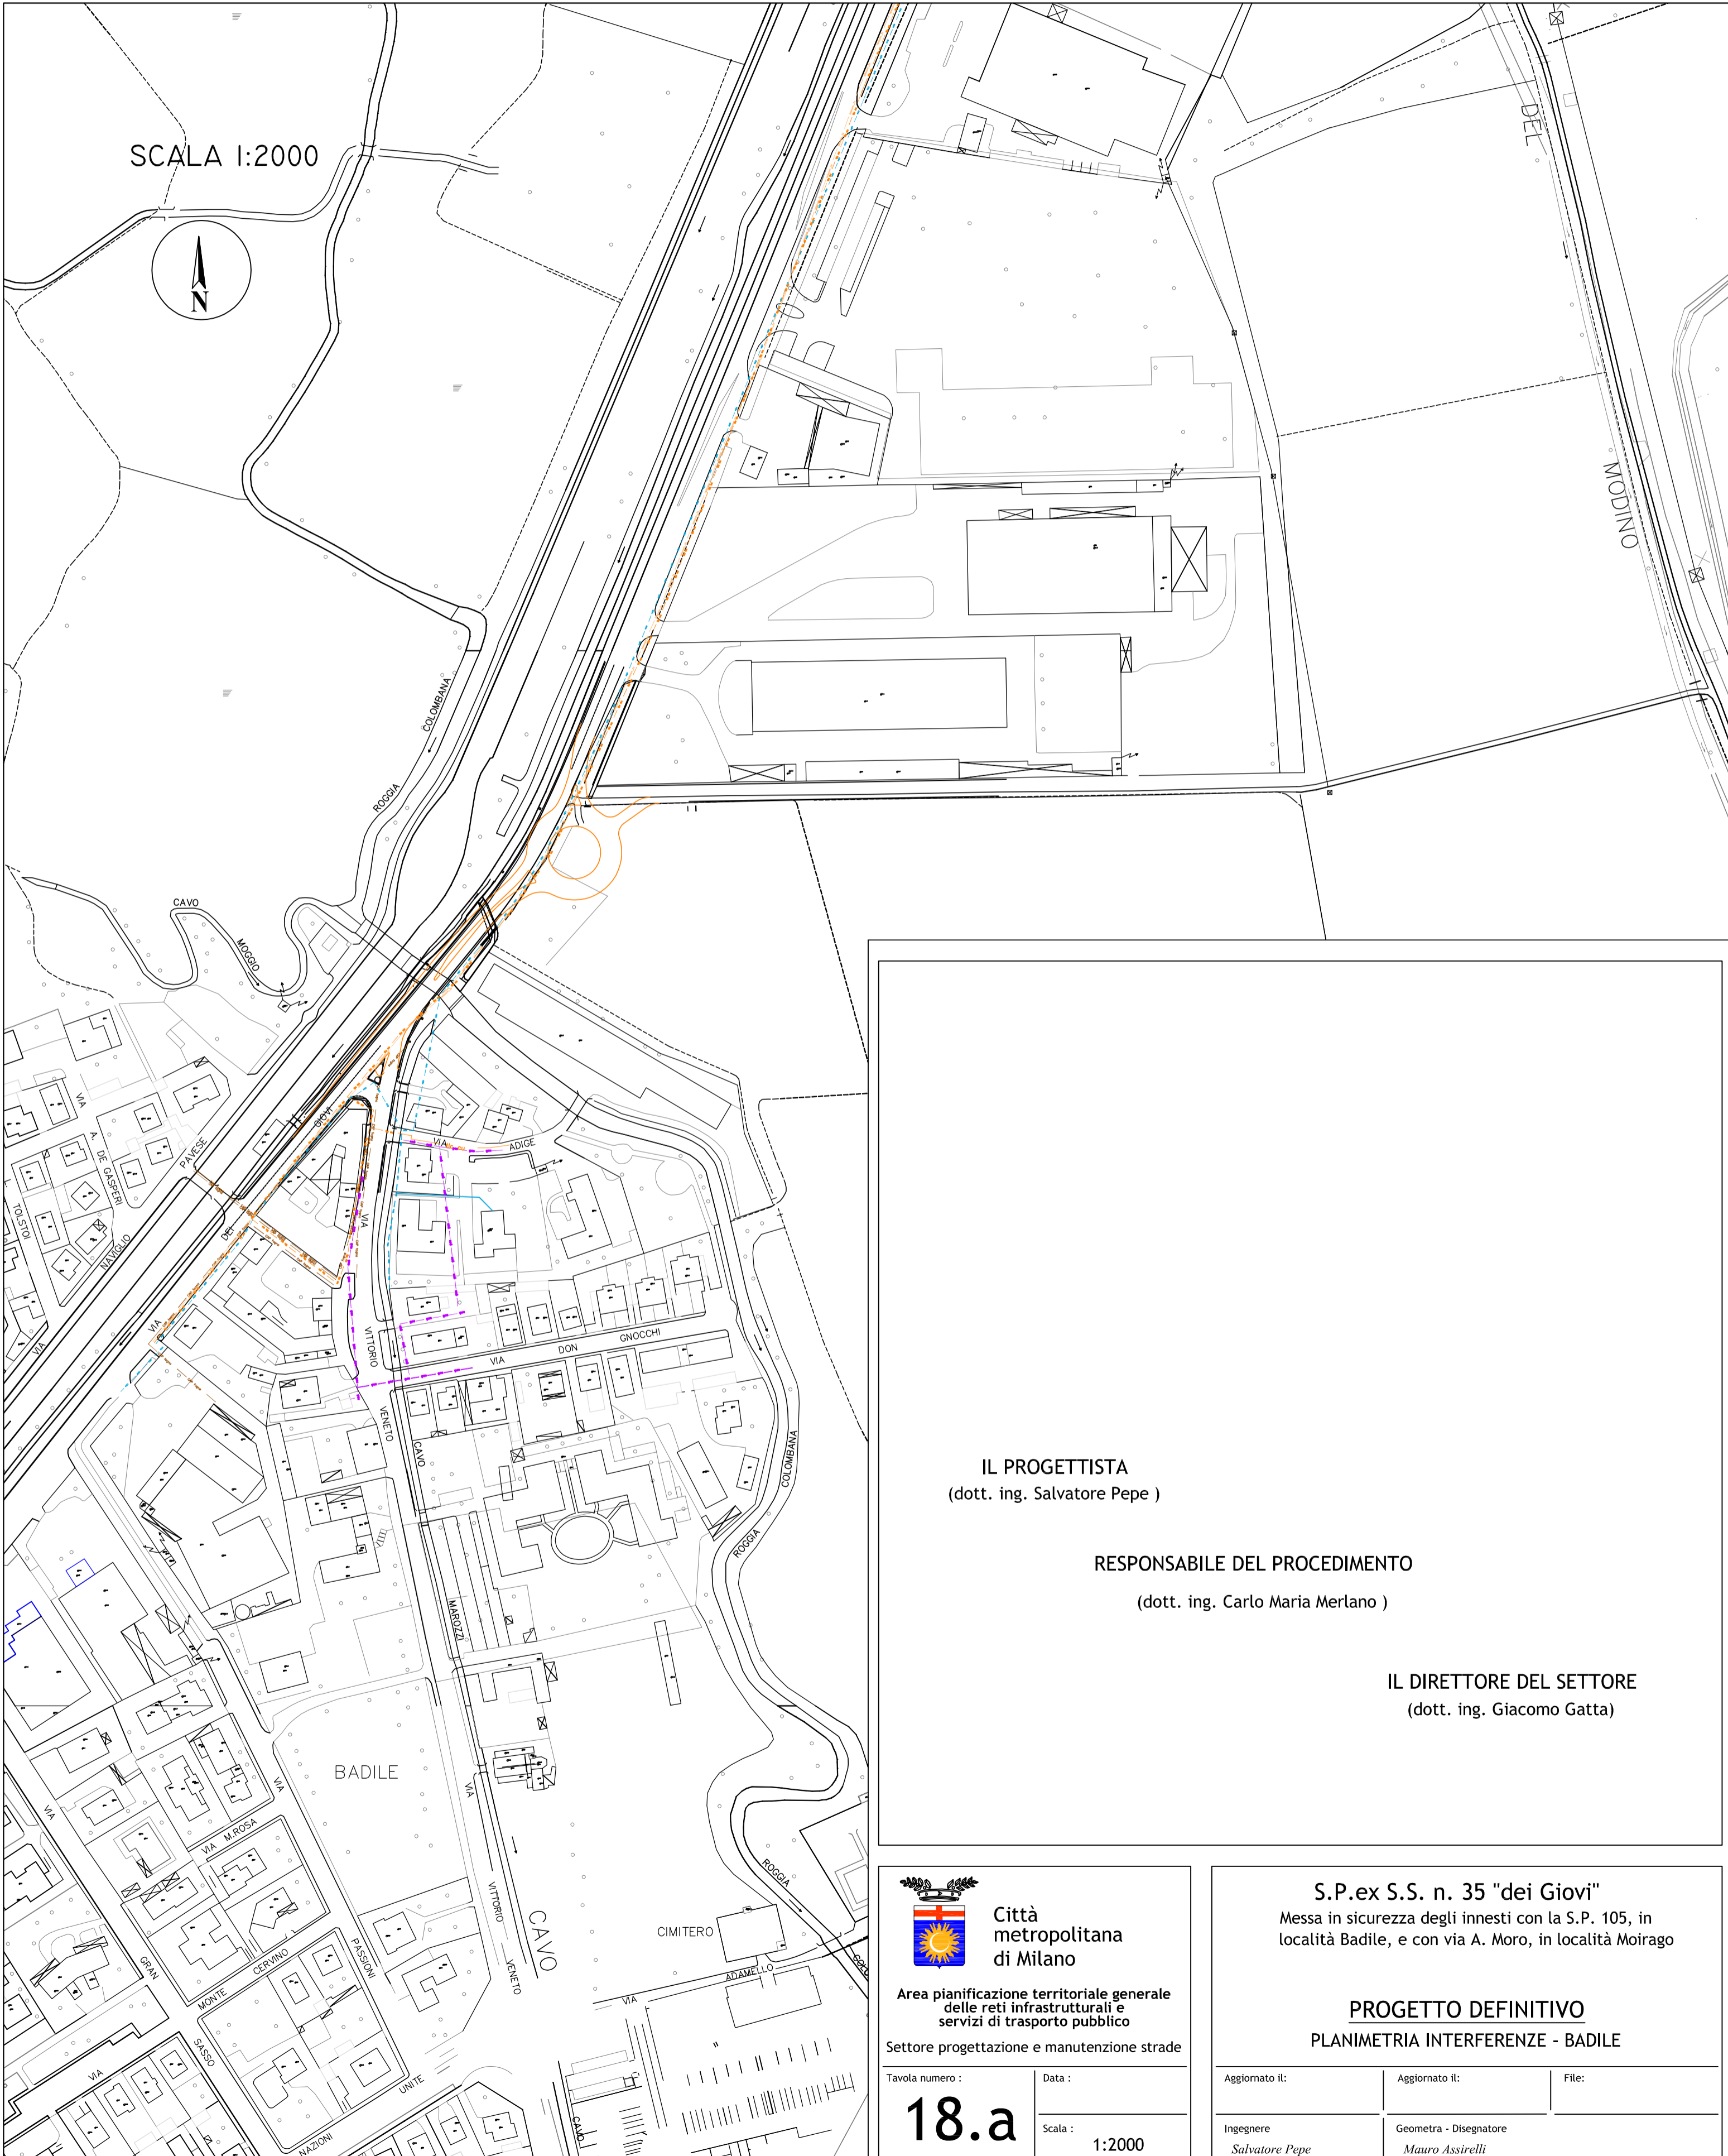 SCALA 1:2000
N
DEL
MODINO
COLOMBANA
ROGGIA
CAVO
MOGGIO
VIA
A. DE GASPERI
TOLSTOI
PAVESE
NAVIGLIO
VIA
GIOVI
DEI
VIA
VIA
ADIGE
VIA
VITTORIO
VENETO
VIA
DON
GNOCCHI
CAVO
MAROZZI
COLOMBANA
ROGGIA
BADILE
VIA
VITTORIO
VENETO
CAVO
VIA
GRAN
SASSO
VIA M.ROSA
VIA
PASSIONI
MONTE
CERVINO
VIA
NAZIONI
UNITE
CIMITERO
VIA
ADAMELLO
ROGGIA
CAVO
IL PROGETTISTA
(dott. ing. Salvatore Pepe )
RESPONSABILE DEL PROCEDIMENTO
(dott. ing. Carlo Maria Merlano )
IL DIRETTORE DEL SETTORE
(dott. ing. Giacomo Gatta)
Città
metropolitana
di Milano
Area pianificazione territoriale generale
delle reti infrastrutturali e
servizi di trasporto pubblico
Settore progettazione e manutenzione strade
Tavola numero :
18.a
Data :
Scala :
1:2000
S.P.ex S.S. n. 35 "dei Giovi"
Messa in sicurezza degli innesti con la S.P. 105, in
località Badile, e con via A. Moro, in località Moirago
PROGETTO DEFINITIVO
PLANIMETRIA INTERFERENZE - BADILE
Aggiornato il:
Aggiornato il:
File:
Ingegnere
Salvatore Pepe
Geometra - Disegnatore
Mauro Assirelli